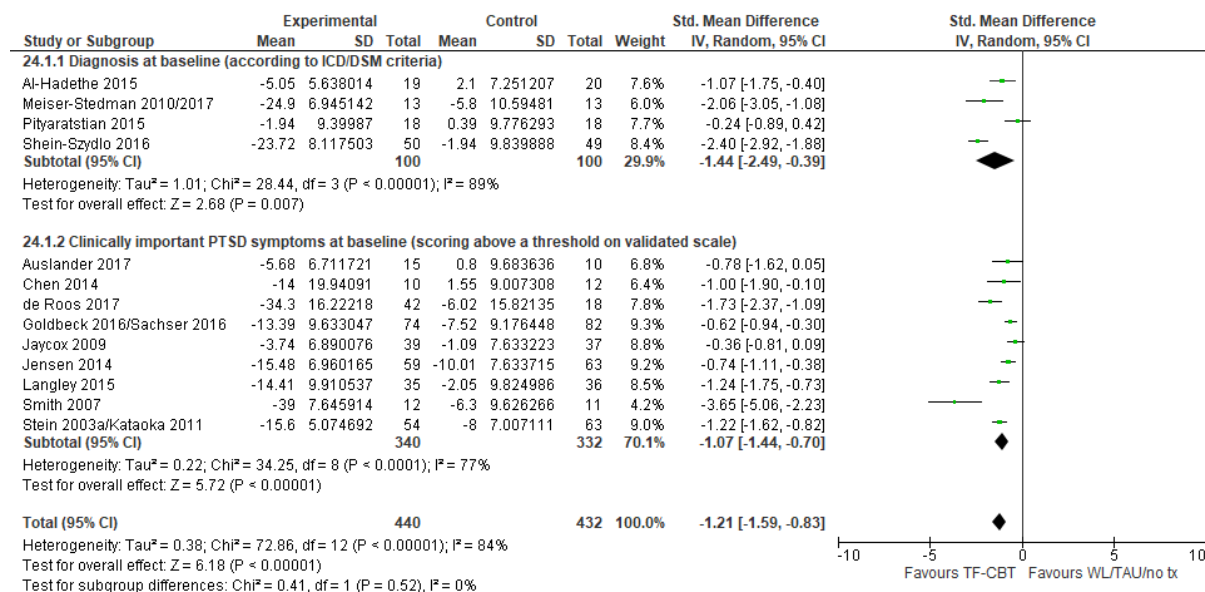 Experimental Control Std. Mean Difference Std. Mean Difference
Study or Subgroup Mean SD Total Mean SD Total Weight IV, Random, 95% CI IV, Random, 95% CI
24.1.1 Diagnosis at baseline (according to ICD/DSM criteria)
Al-Hadethe 2015 -5.05 5.638014 19 2.1 7.251207 20 7.6% -1.07 [-1.75, -0.40]
Meiser-Stedman 2010/2017 -24.9 6.945142 13 -5.8 10.59481 13 6.0% -2.06 [-3.05, -1.08]
Pityaratstian 2015 -1.94 9.39987 18 0.39 9.776293 18 7.7% -0.24 [-0.89, 0.42]
Shein-Szydlo 2016 -23.72 8.117503 50 -1.94 9.839888 49 8.4% -2.40 [-2.92, -1.88]
Subtotal (95% CI) 100 100 29.9% -1.44 [-2.49, -0.39]
Heterogeneity: Tau² = 1.01; Chi² = 28.44, df = 3 (P < 0.00001); I² = 89%
Test for overall effect: Z = 2.68 (P = 0.007)
24.1.2 Clinically important PTSD symptoms at baseline (scoring above a threshold on validated scale)
Auslander 2017 -5.68 6.711721 15 0.8 9.683636 10 6.8% -0.78 [-1.62, 0.05]
Chen 2014 -14 19.94091 10 1.55 9.007308 12 6.4% -1.00 [-1.90, -0.10]
de Roos 2017 -34.3 16.22218 42 -6.02 15.82135 18 7.8% -1.73 [-2.37, -1.09]
Goldbeck 2016/Sachser 2016 -13.39 9.633047 74 -7.52 9.176448 82 9.3% -0.62 [-0.94, -0.30]
Jaycox 2009 -3.74 6.890076 39 -1.09 7.633223 37 8.8% -0.36 [-0.81, 0.09]
Jensen 2014 -15.48 6.960165 59 -10.01 7.633715 63 9.2% -0.74 [-1.11, -0.38]
Langley 2015 -14.41 9.910537 35 -2.05 9.824986 36 8.5% -1.24 [-1.75, -0.73]
Smith 2007 -39 7.645914 12 -6.3 9.626266 11 4.2% -3.65 [-5.06, -2.23]
Stein 2003a/Kataoka 2011 -15.6 5.074692 54 -8 7.007111 63 9.0% -1.22 [-1.62, -0.82]
Subtotal (95% CI) 340 332 70.1% -1.07 [-1.44, -0.70]
Heterogeneity: Tau² = 0.22; Chi² = 34.25, df = 8 (P < 0.0001); I² = 77%
Test for overall effect: Z = 5.72 (P < 0.00001)
Total (95% CI) 440 432 100.0% -1.21 [-1.59, -0.83]
Heterogeneity: Tau² = 0.38; Chi² = 72.86, df = 12 (P < 0.00001); I² = 84%
Test for overall effect: Z = 6.18 (P < 0.00001)
Test for subgroup differences: Chi² = 0.41, df = 1 (P = 0.52), I² = 0%
-10 -5 0 5 10
Favours TF-CBT Favours WL/TAU/no tx